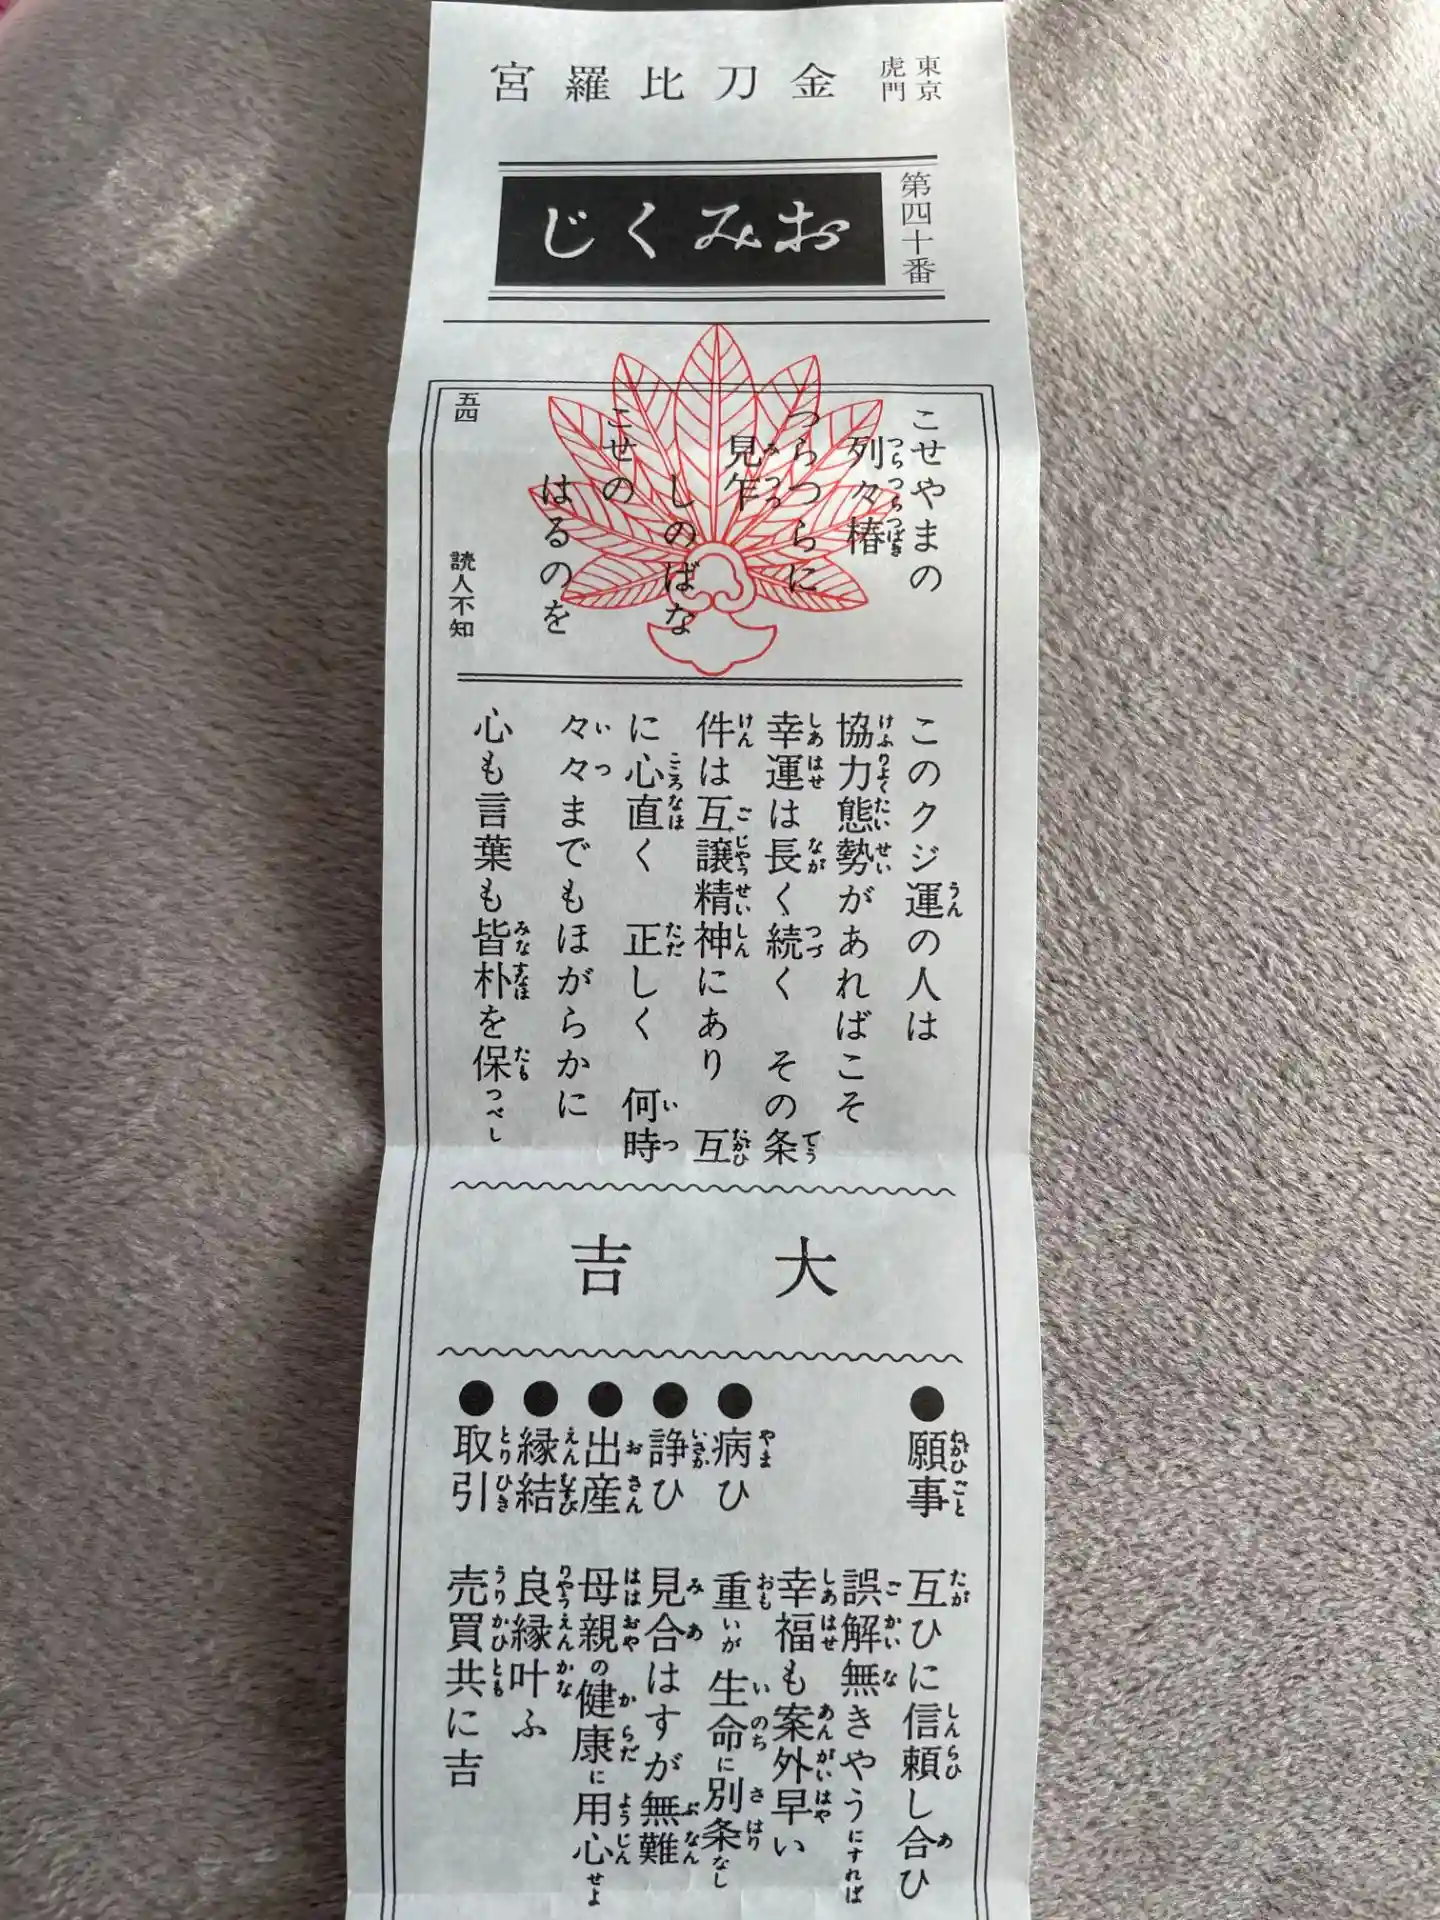 東京
虎門
金刀比羅宮
第四十番
おみくじ
こせやまの
列々椿
つらつらに
見乍
しのばな
こせの
はるのを
五四
読人不知
このクジ運の人は
協力態勢があればこそ
幸運は長く続く その条
件は互譲精神にあり 互
に心直く 正しく 何時
々々までもほがらかに
心も言葉も皆朴を保つべし
大吉
●願事 互ひに信頼し合ひ
誤解無きやうにすれば
幸福も案外早い
●病ひ 重いが 生命に別条なし
●諍ひ 見合はすが無難
●出産 母親の健康に用心せよ
●縁結 良縁叶ふ
●取引 売買共に吉